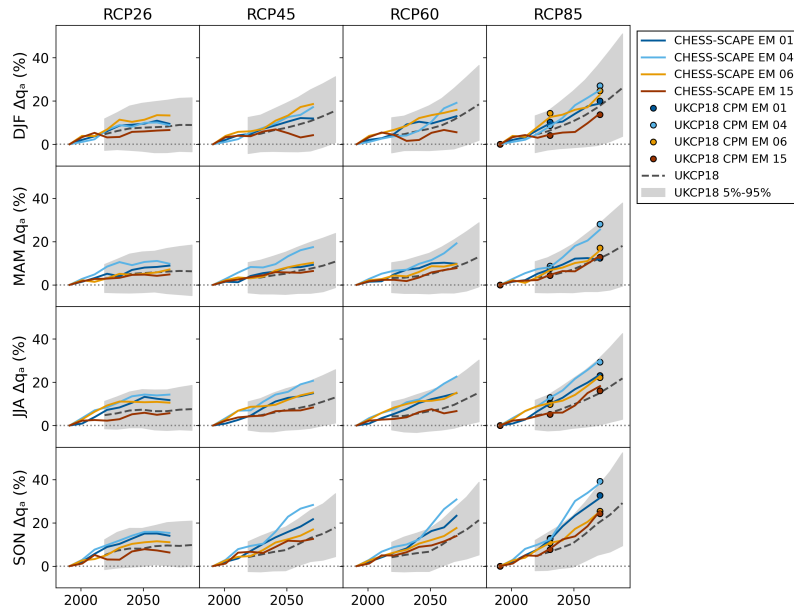 RCP26 RCP45 RCP60 RCP85
DJF Δqₐ (%)
40
20
0
CHESS-SCAPE EM 01
CHESS-SCAPE EM 04
CHESS-SCAPE EM 06
CHESS-SCAPE EM 15
UKCP18 CPM EM 01
UKCP18 CPM EM 04
UKCP18 CPM EM 06
UKCP18 CPM EM 15
UKCP18
UKCP18 5%-95%
MAM Δqₐ (%)
40
20
0
JJA Δqₐ (%)
40
20
0
SON Δqₐ (%)
40
20
0
2000 2050 2000 2050 2000 2050 2000 2050